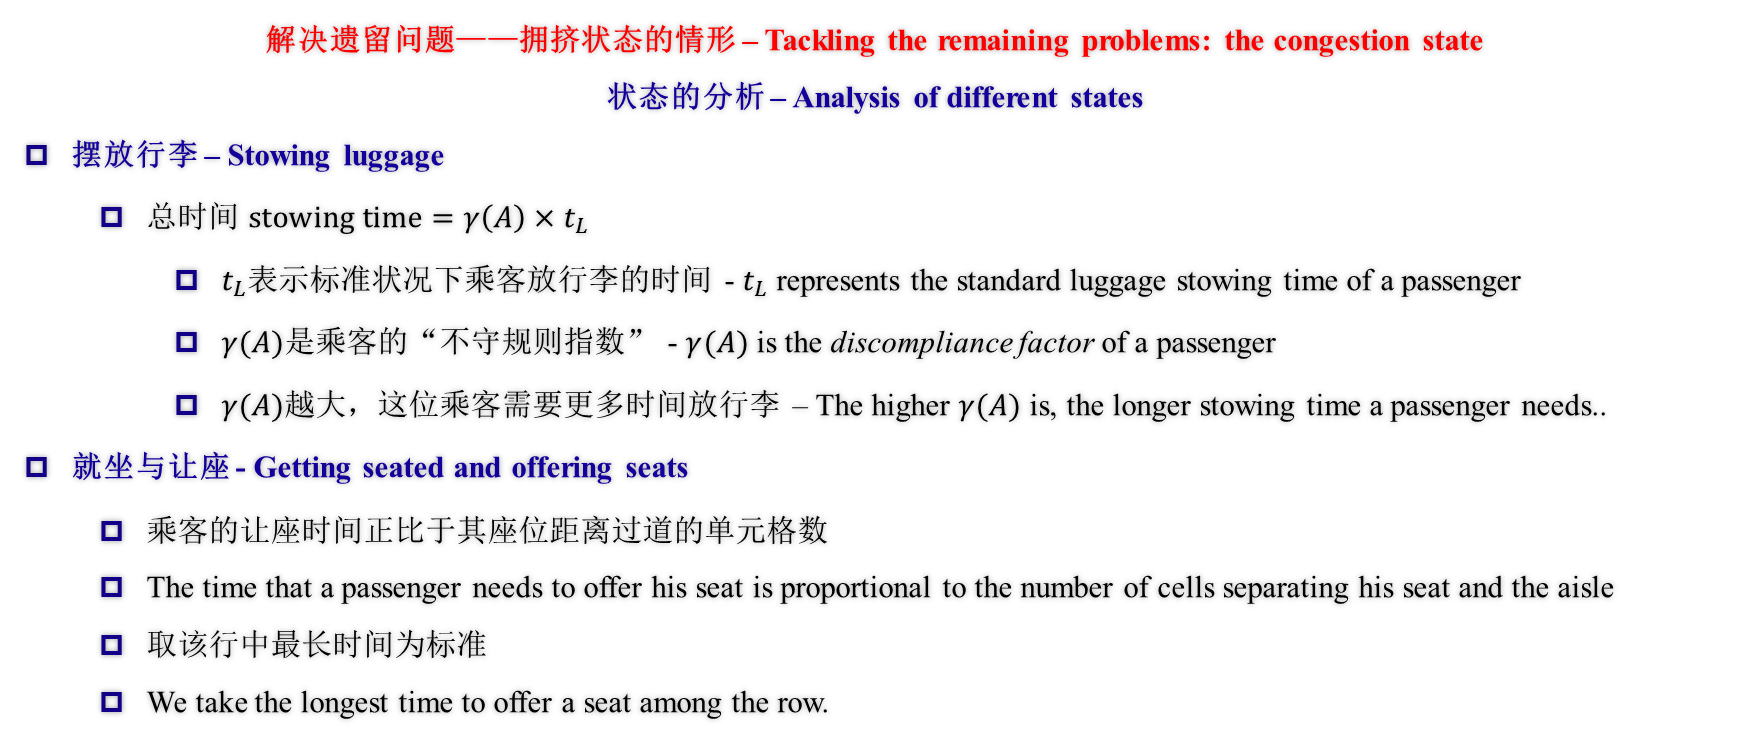 解决遗留问题——拥挤状态的情形 – Tackling the remaining problems: the congestion state
状态的分析 – Analysis of different states
摆放行李 – Stowing luggage
总时间 stowing time = γ(A) × t_L
t_L表示标准状况下乘客放行李的时间 - t_L represents the standard luggage stowing time of a passenger
γ(A)是乘客的“不守规则指数” - γ(A) is the discompliance factor of a passenger
γ(A)越大，这位乘客需要更多时间放行李 – The higher γ(A) is, the longer stowing time a passenger needs..
就坐与让座 - Getting seated and offering seats
乘客的让座时间正比于其座位距离过道的单元格数
The time that a passenger needs to offer his seat is proportional to the number of cells separating his seat and the aisle
取该行中最长时间为标准
We take the longest time to offer a seat among the row.